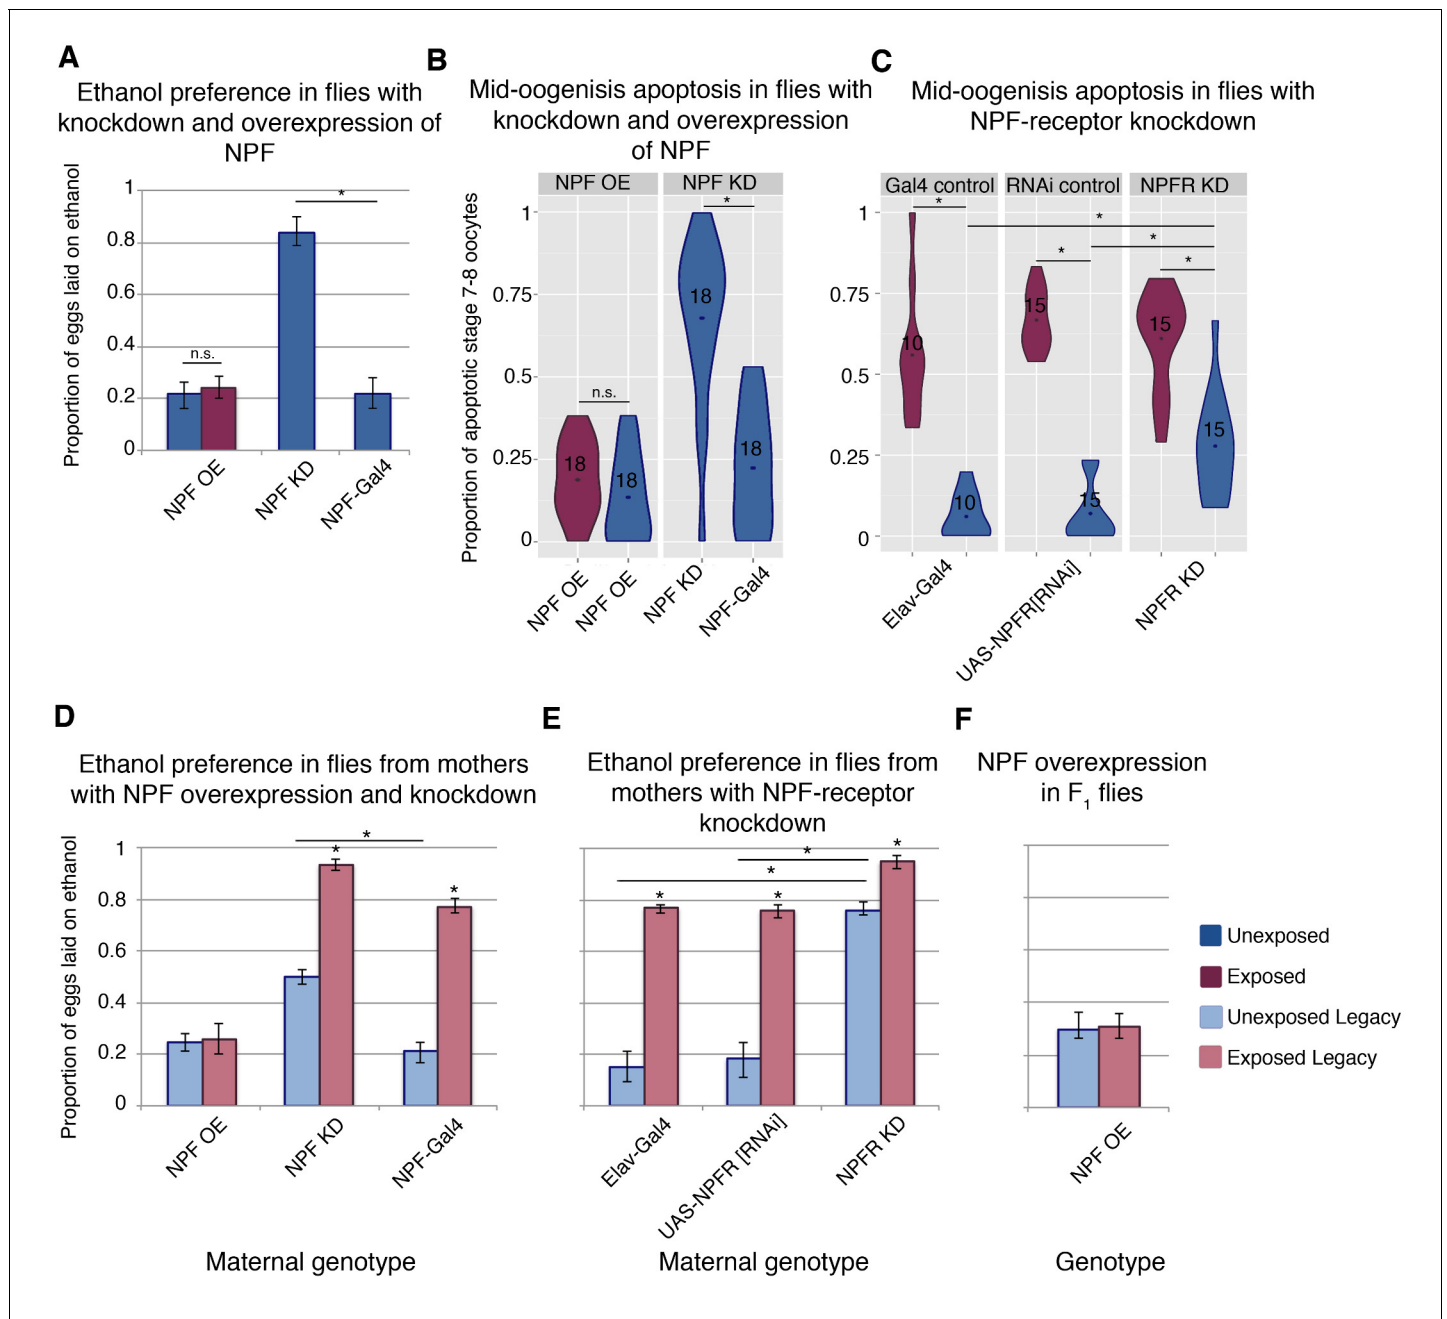 A
Ethanol preference in flies with
knockdown and overexpression of
NPF
Proportion of eggs laid on ethanol
1
0.8
0.6
0.4
0.2
0
n.s.
*
NPF OE
NPF KD
NPF-Gal4
B
Mid-oogenisis apoptosis in flies with
knockdown and overexpression
of NPF
Proportion of apoptotic stage 7-8 oocytes
NPF OE
NPF KD
1
0.75
0.5
0.25
0
n.s.
*
18
18
18
18
NPF OE
NPF OE
NPF KD
NPF-Gal4
C
Mid-oogenisis apoptosis in flies with
NPF-receptor knockdown
Gal4 control
RNAi control
NPFR KD
1
0.75
0.5
0.25
0
*
*
*
*
*
10
10
15
15
15
15
Elav-Gal4
UAS-NPFR[RNAi]
NPFR KD
D
Ethanol preference in flies from mothers
with NPF overexpression and knockdown
Proportion of eggs laid on ethanol
1
0.8
0.6
0.4
0.2
0
*
*
*
NPF OE
NPF KD
NPF-Gal4
Maternal genotype
E
Ethanol preference in flies from
mothers with NPF-receptor
knockdown
*
*
*
*
*
Elav-Gal4
UAS-NPFR [RNAi]
NPFR KD
Maternal genotype
F
NPF overexpression
in F1 flies
NPF OE
Genotype
Unexposed
Exposed
Unexposed Legacy
Exposed Legacy